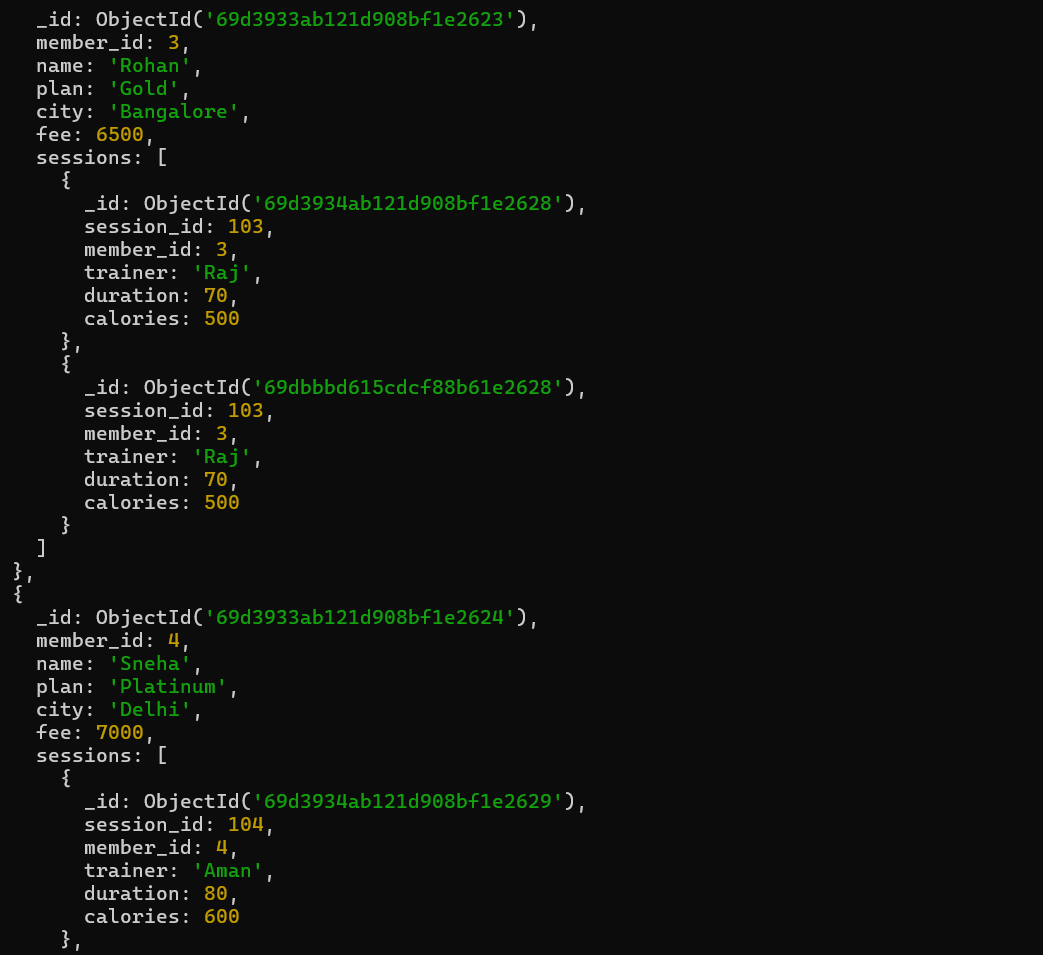 _id: ObjectId('69d3933ab121d908bf1e2623'),
member_id: 3,
name: 'Rohan',
plan: 'Gold',
city: 'Bangalore',
fee: 6500,
sessions: [
{
_id: ObjectId('69d3934ab121d908bf1e2628'),
session_id: 103,
member_id: 3,
trainer: 'Raj',
duration: 70,
calories: 500
},
{
_id: ObjectId('69dbbbd615cdcf88b61e2628'),
session_id: 103,
member_id: 3,
trainer: 'Raj',
duration: 70,
calories: 500
}
]
},
{
_id: ObjectId('69d3933ab121d908bf1e2624'),
member_id: 4,
name: 'Sneha',
plan: 'Platinum',
city: 'Delhi',
fee: 7000,
sessions: [
{
_id: ObjectId('69d3934ab121d908bf1e2629'),
session_id: 104,
member_id: 4,
trainer: 'Aman',
duration: 80,
calories: 600
},